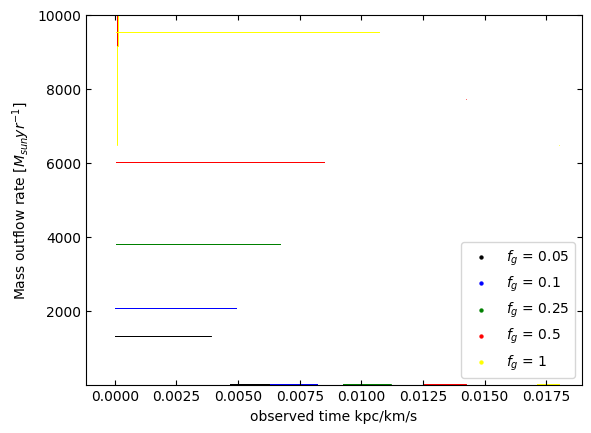 10000
8000
6000
4000
2000
Mass outflow rate [M_{sun}yr^{-1}]
f_g = 0.05
f_g = 0.1
f_g = 0.25
f_g = 0.5
f_g = 1
0.0000 0.0025 0.0050 0.0075 0.0100 0.0125 0.0150 0.0175
observed time kpc/km/s